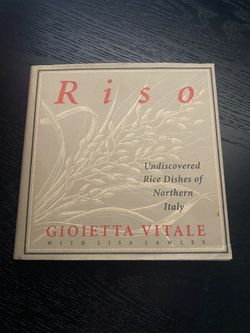 Riso
Undiscovered
Rice Dishes of
Northern
Italy
GIOIETTA VITALE
WITH LISA LAWLEY